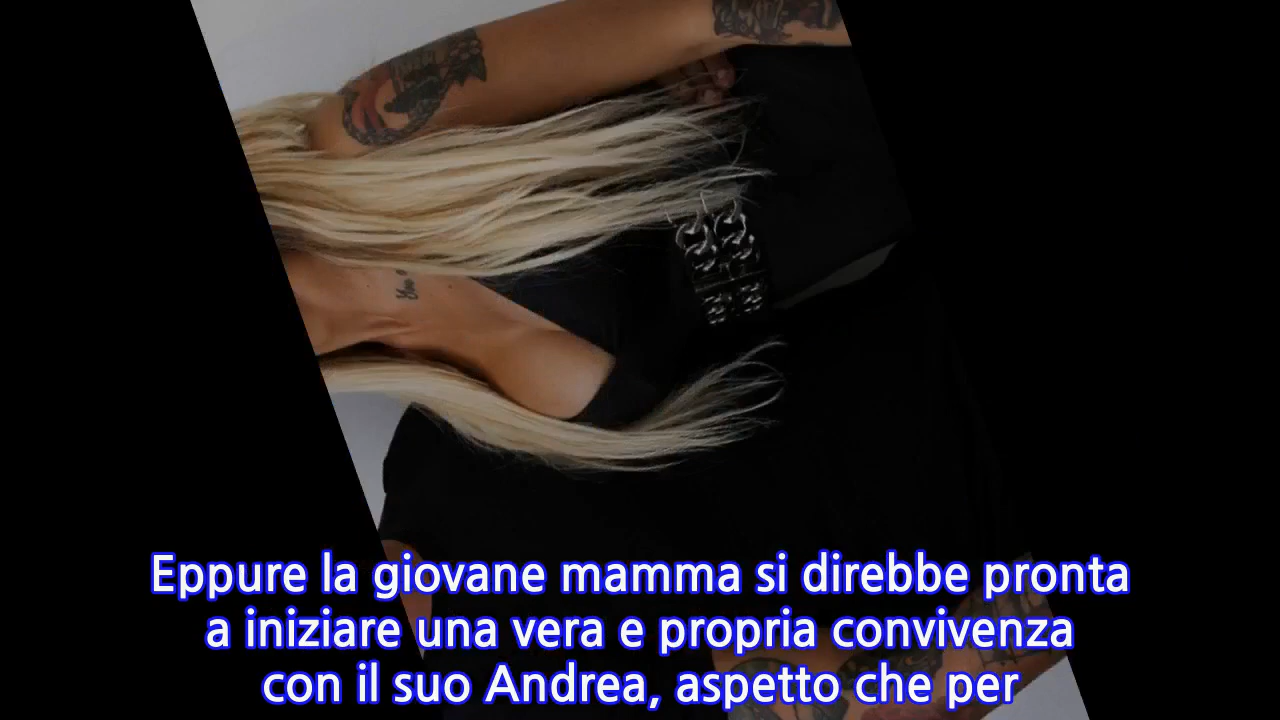 Eppure la giovane mamma si direbbe pronta
a iniziare una vera e propria convivenza
con il suo Andrea, aspetto che per